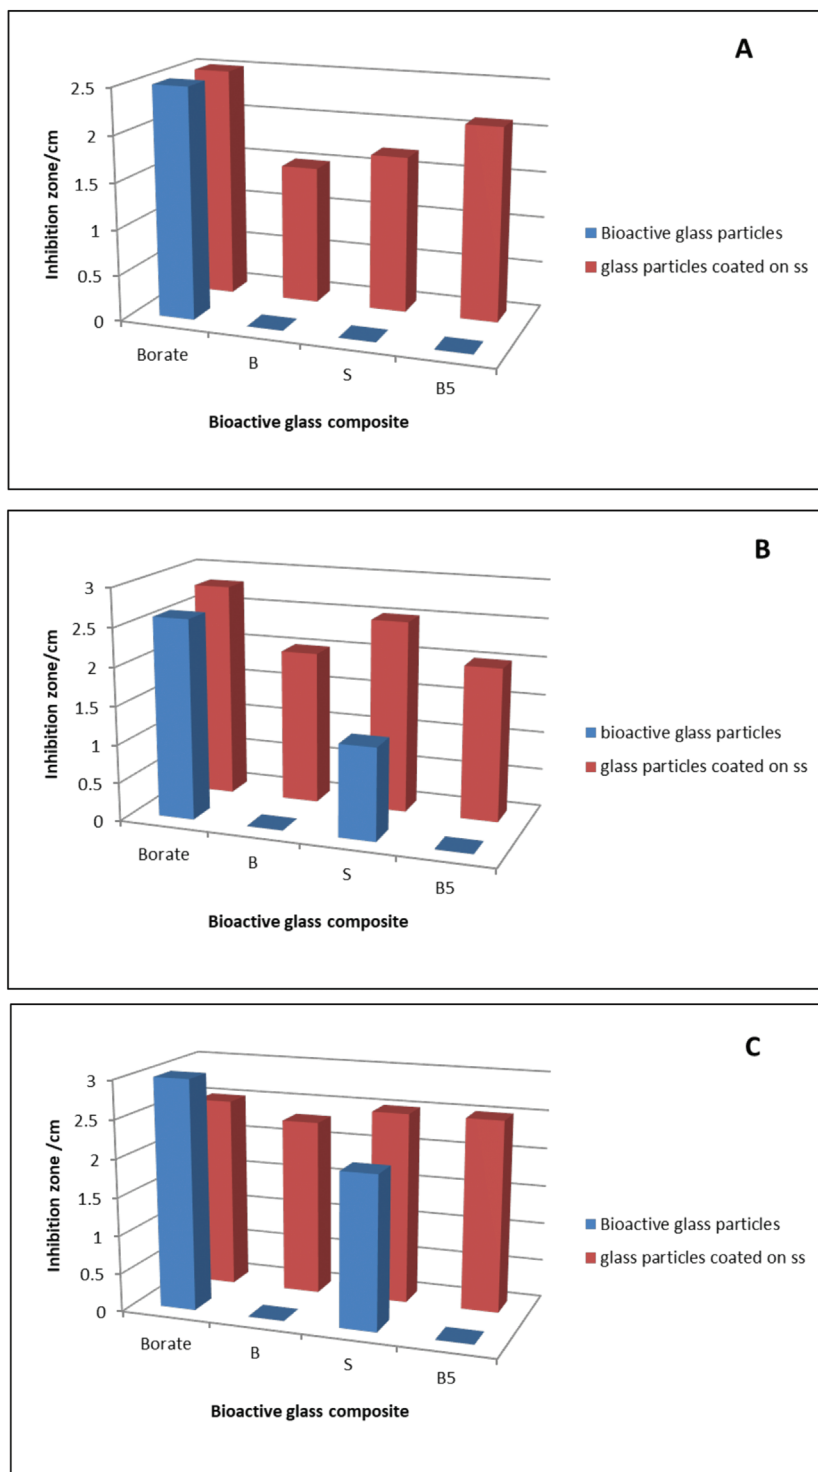 A
2.5
2
1.5
1
0.5
0
Inhibition zone/cm
Borate
B
S
B5
Bioactive glass composite
Bioactive glass particles
glass particles coated on ss
B
3
2.5
2
1.5
1
0.5
0
Inhibition zone/cm
Borate
B
S
B5
Bioactive glass composite
bioactive glass particles
glass particles coated on ss
C
3
2.5
2
1.5
1
0.5
0
Inhibition zone /cm
Borate
B
S
B5
Bioactive glass composite
Bioactive glass particles
glass particles coated on ss